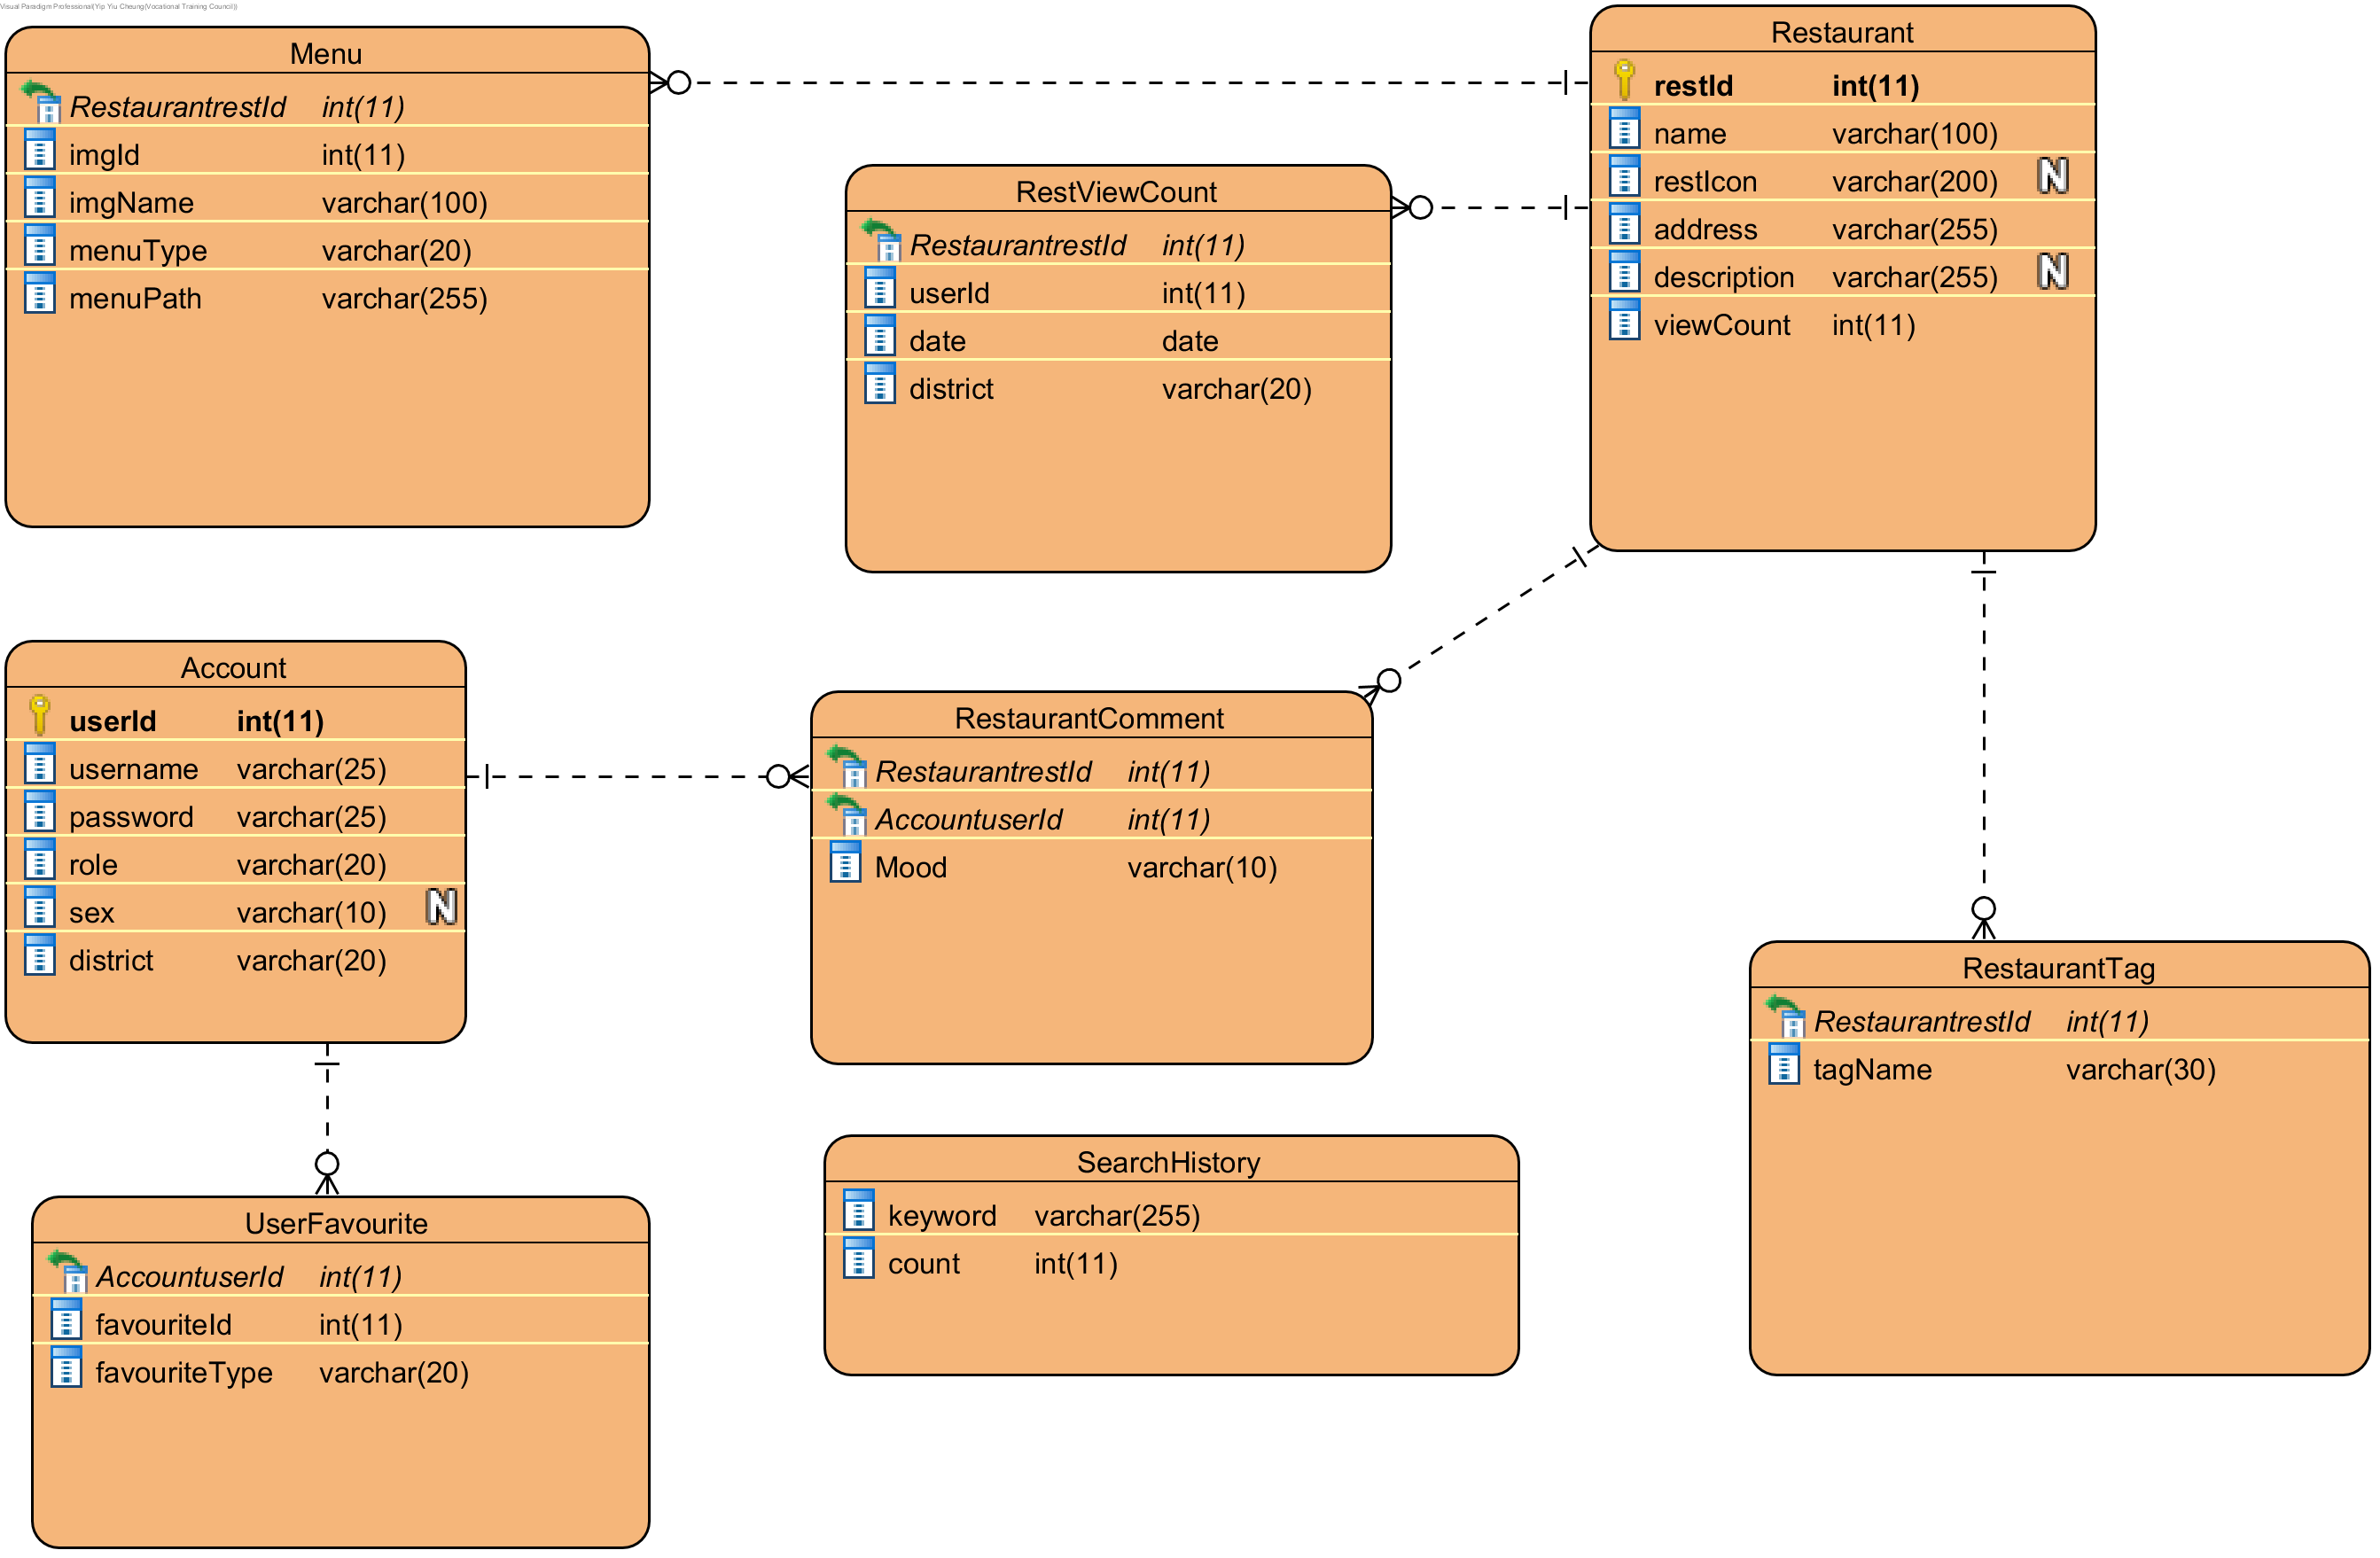 Visual Paradigm Professional(Yip Yiu Cheung(Vocational Training Council))
Menu
RestaurantrestId int(11)
imgId int(11)
imgName varchar(100)
menuType varchar(20)
menuPath varchar(255)
RestViewCount
RestaurantrestId int(11)
userId int(11)
date date
district varchar(20)
Restaurant
restId int(11)
name varchar(100)
restIcon varchar(200) N
address varchar(255)
description varchar(255) N
viewCount int(11)
Account
userId int(11)
username varchar(25)
password varchar(25)
role varchar(20)
sex varchar(10) N
district varchar(20)
RestaurantComment
RestaurantrestId int(11)
AccountuserId int(11)
Mood varchar(10)
RestaurantTag
RestaurantrestId int(11)
tagName varchar(30)
UserFavourite
AccountuserId int(11)
favouriteId int(11)
favouriteType varchar(20)
SearchHistory
keyword varchar(255)
count int(11)